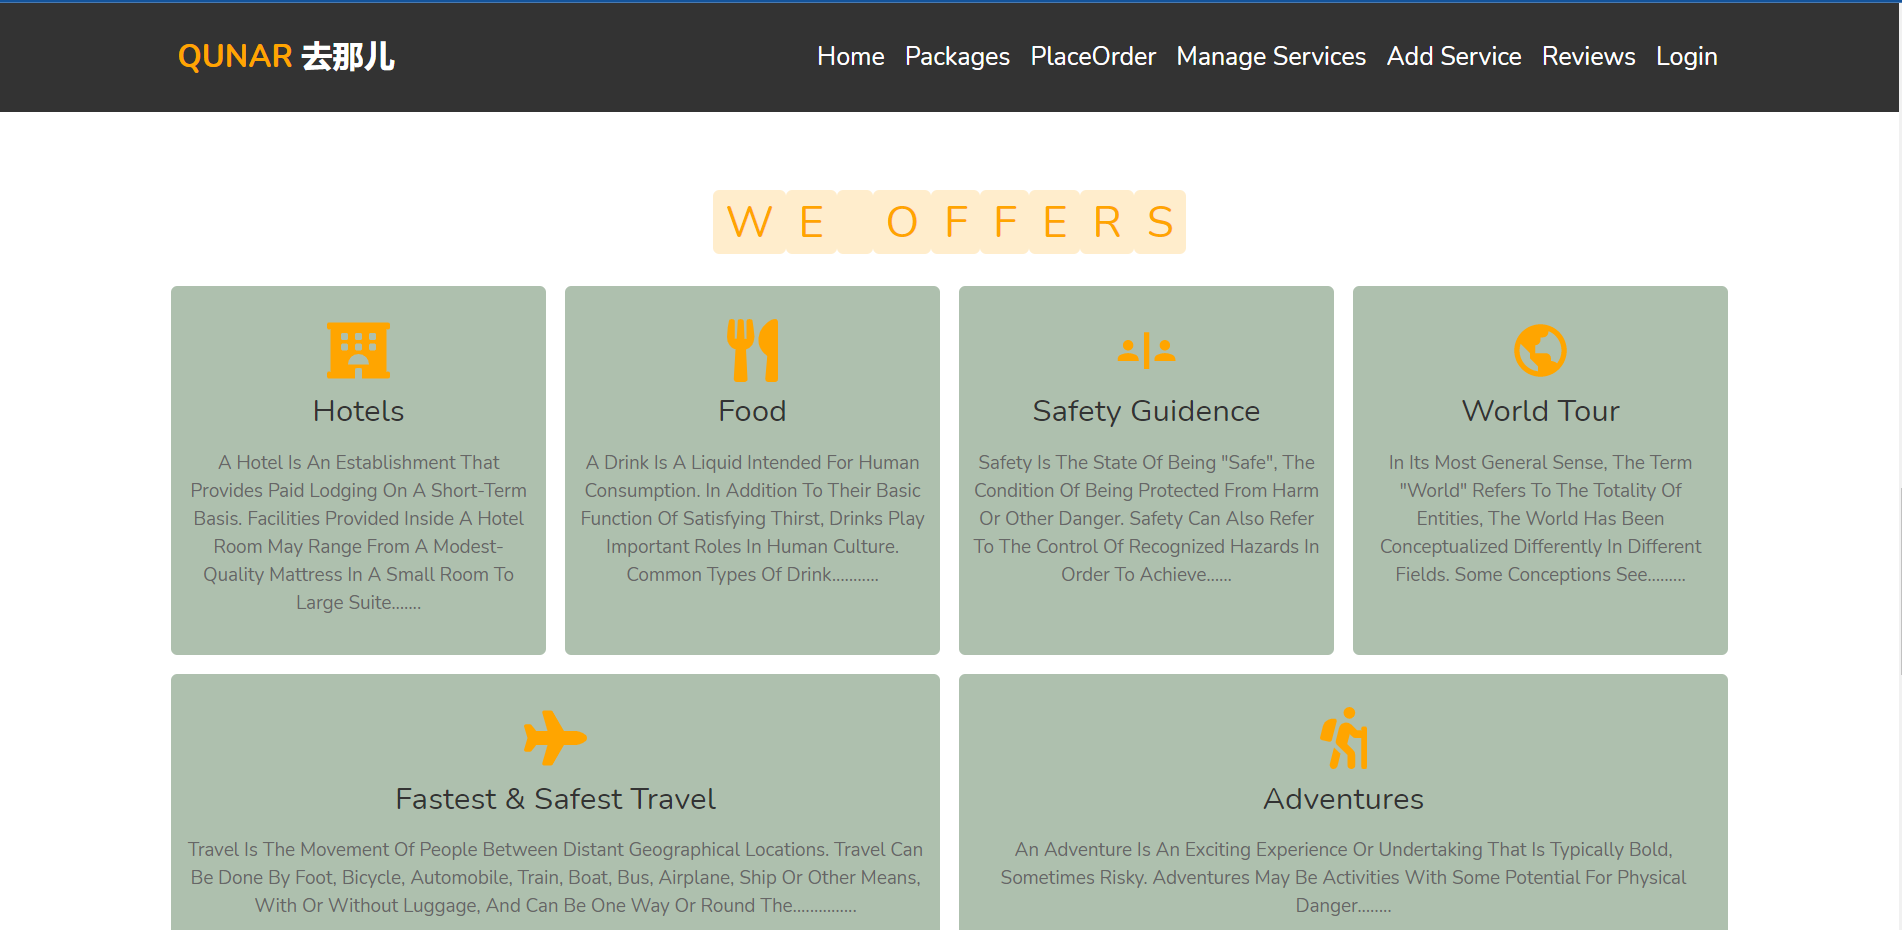 QUNAR 去那儿
Home Packages PlaceOrder Manage Services Add Service Reviews Login
WE OFFERS
Hotels
A Hotel Is An Establishment That
Provides Paid Lodging On A Short-Term
Basis. Facilities Provided Inside A Hotel
Room May Range From A Modest-
Quality Mattress In A Small Room To
Large Suite.......
Food
A Drink Is A Liquid Intended For Human
Consumption. In Addition To Their Basic
Function Of Satisfying Thirst, Drinks Play
Important Roles In Human Culture.
Common Types Of Drink...........
Safety Guidence
Safety Is The State Of Being "Safe", The
Condition Of Being Protected From Harm
Or Other Danger. Safety Can Also Refer
To The Control Of Recognized Hazards In
Order To Achieve......
World Tour
In Its Most General Sense, The Term
"World" Refers To The Totality Of
Entities, The World Has Been
Conceptualized Differently In Different
Fields. Some Conceptions See.........
Fastest & Safest Travel
Travel Is The Movement Of People Between Distant Geographical Locations. Travel Can
Be Done By Foot, Bicycle, Automobile, Train, Boat, Bus, Airplane, Ship Or Other Means,
With Or Without Luggage, And Can Be One Way Or Round The...............
Adventures
An Adventure Is An Exciting Experience Or Undertaking That Is Typically Bold,
Sometimes Risky. Adventures May Be Activities With Some Potential For Physical
Danger........